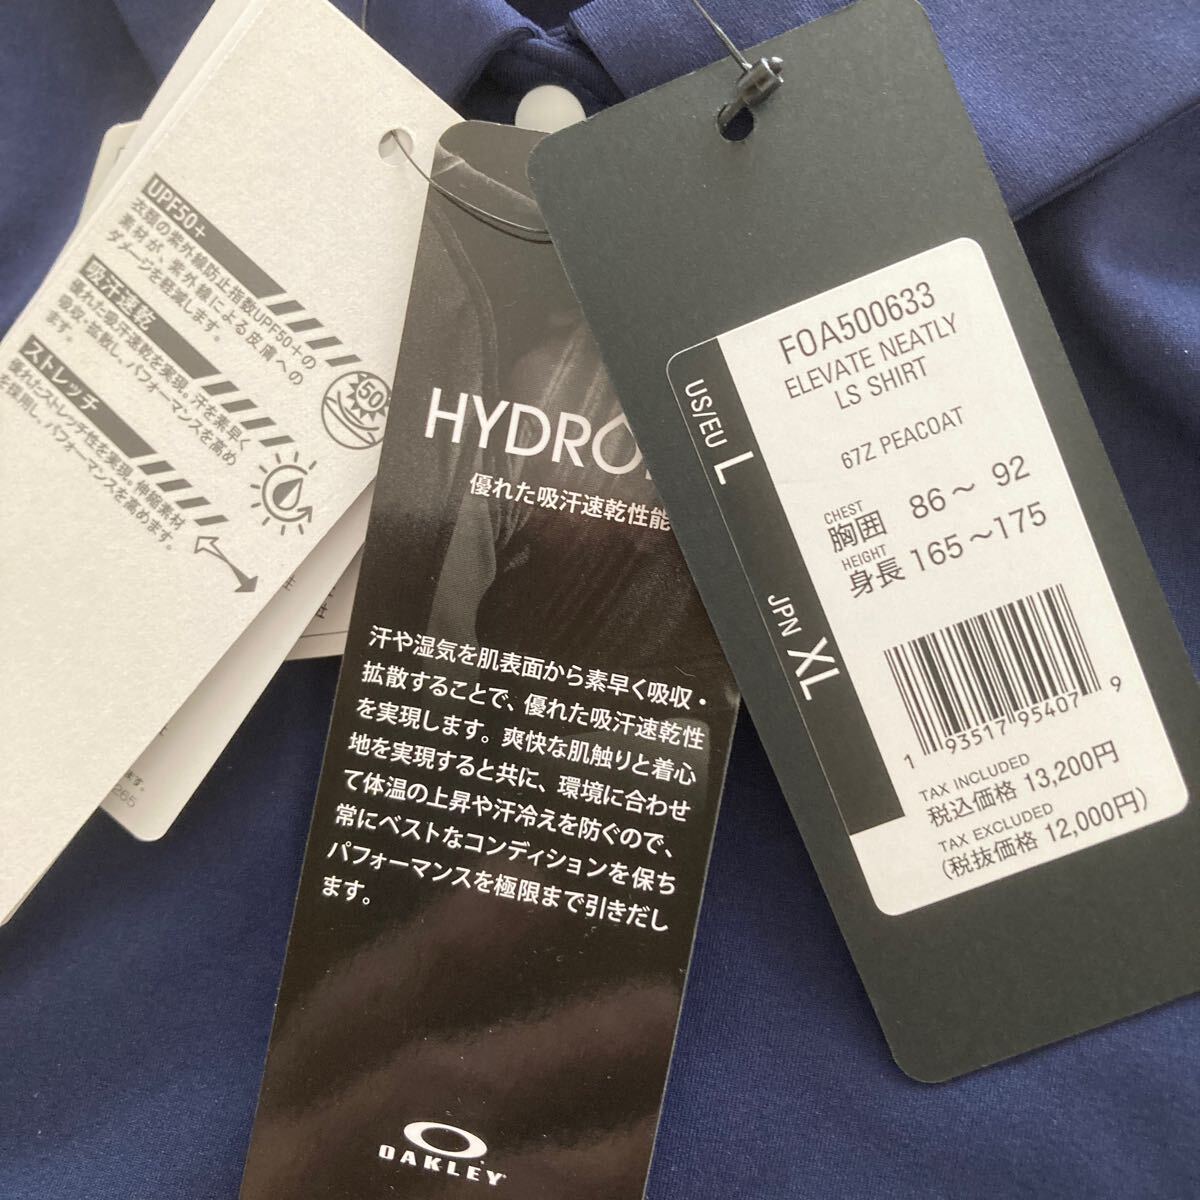 UPF50+
衣類の紫外線防止指数UPF50+の
素材が、紫外線による皮膚への
ダメージを軽減します。
50
吸汗速乾
優れた吸汗速乾を実現。汗を素早く
吸収・拡散し、パフォーマンスを高め
ます。
ストレッチ
優れたストレッチ性を実現。伸縮素材
を採用し、パフォーマンスを高めます。
ます。
265
HYDRO
優れた吸汗速乾性能
汗や湿気を肌表面から素早く吸収・
拡散することで、優れた吸汗速乾性
を実現します。爽快な肌触りと着心
地を実現すると共に、環境に合わせ
て体温の上昇や汗冷えを防ぐので、
常にベストなコンディションを保ち
パフォーマンスを極限まで引きだし
ます。
OAKLEY
FOA500633
ELEVATE NEATLY
LS SHIRT
67Z PEACOAT
US/EU L
JPN XL
CHEST
胸囲 86～ 92
HEIGHT
身長 165～175
1 93517 95407 9
TAX INCLUDED
税込価格 13,200円
TAX EXCLUDED
(税抜価格 12,000円)